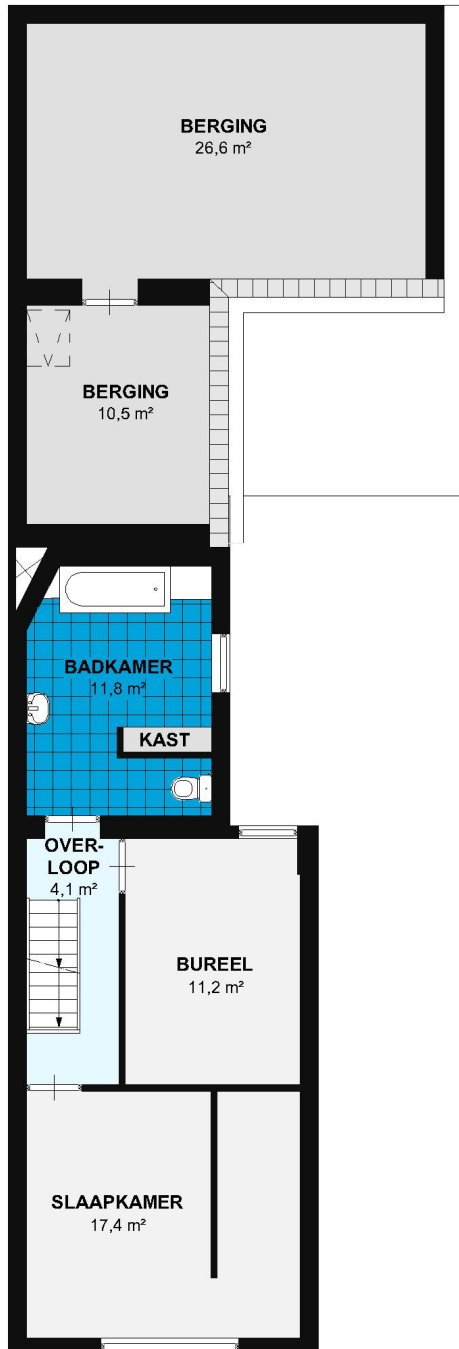 BERGING
26,6 m²
BERGING
10,5 m²
BADKAMER
11,8 m²
KAST
OVER-
LOOP
4,1 m²
BUREEL
11,2 m²
SLAAPKAMER
17,4 m²